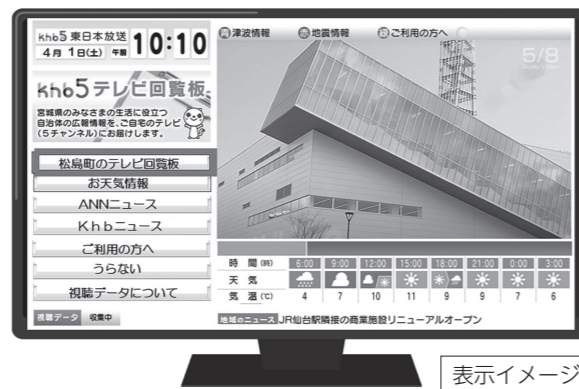 khb5 東日本放送
4月 1日(土) 午前 10:10
khb5テレビ回覧板
宮城県のみなさまの生活に役立つ
自治体の広報情報を、ご自宅のテレビ
(5チャンネル)にお届けします。
松島町のテレビ回覧板
お天気情報
ANNニュース
Khbニュース
ご利用の方へ
うらない
視聴データについて
視聴データ 収集中
青 津波情報 赤 地震情報 緑 ご利用の方へ
5/8
時間(時) 6:00 9:00 12:00 15:00 18:00 21:00 0:00 3:00
天気
気温(℃) 4 7 10 11 9 9 7 6
地域のニュース JR仙台駅隣接の商業施設リニューアルオープン
表示イメージ